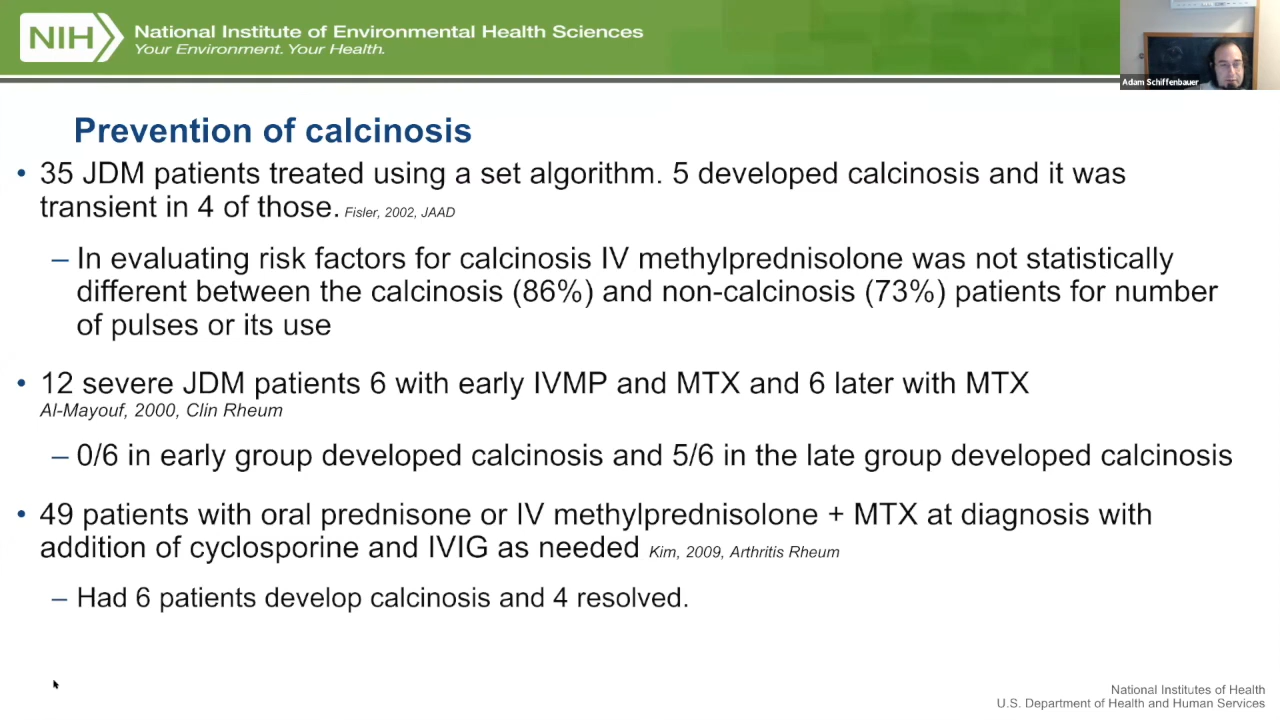 NIH
National Institute of Environmental Health Sciences
Your Environment. Your Health.
Adam Schiffenbauer
Prevention of calcinosis
• 35 JDM patients treated using a set algorithm. 5 developed calcinosis and it was
transient in 4 of those. Fisler, 2002, JAAD
– In evaluating risk factors for calcinosis IV methylprednisolone was not statistically
different between the calcinosis (86%) and non-calcinosis (73%) patients for number
of pulses or its use
• 12 severe JDM patients 6 with early IVMP and MTX and 6 later with MTX
Al-Mayouf, 2000, Clin Rheum
– 0/6 in early group developed calcinosis and 5/6 in the late group developed calcinosis
• 49 patients with oral prednisone or IV methylprednisolone + MTX at diagnosis with
addition of cyclosporine and IVIG as needed Kim, 2009, Arthritis Rheum
– Had 6 patients develop calcinosis and 4 resolved.
National Institutes of Health
U.S. Department of Health and Human Services